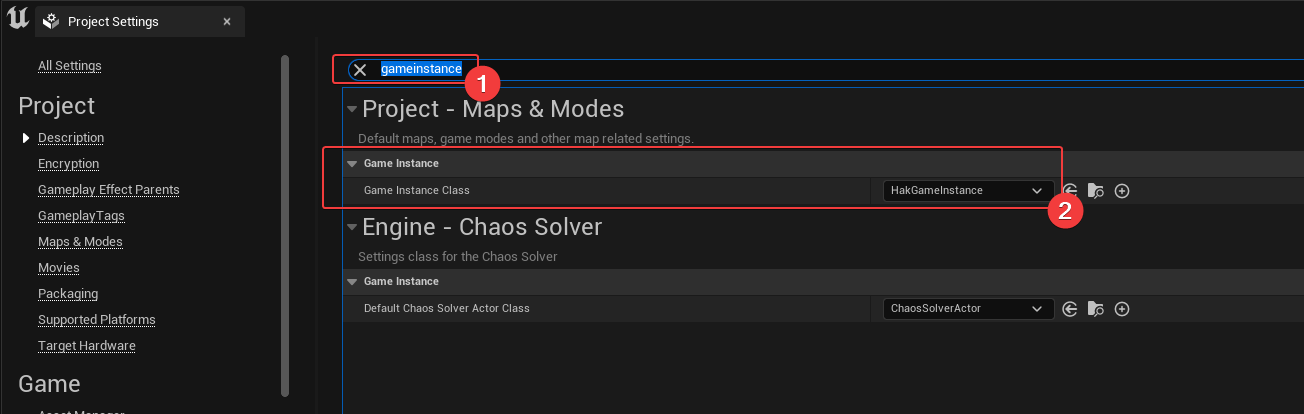 Project Settings
All Settings
Project
Description
Encryption
Gameplay Effect Parents
GameplayTags
Maps & Modes
Movies
Packaging
Supported Platforms
Target Hardware
Game
Asset Manager
gameinstance
1
Project - Maps & Modes
Default maps, game modes and other map related settings.
Game Instance
Game Instance Class HakGameInstance
2
Engine - Chaos Solver
Settings class for the Chaos Solver
Game Instance
Default Chaos Solver Actor Class ChaosSolverActor